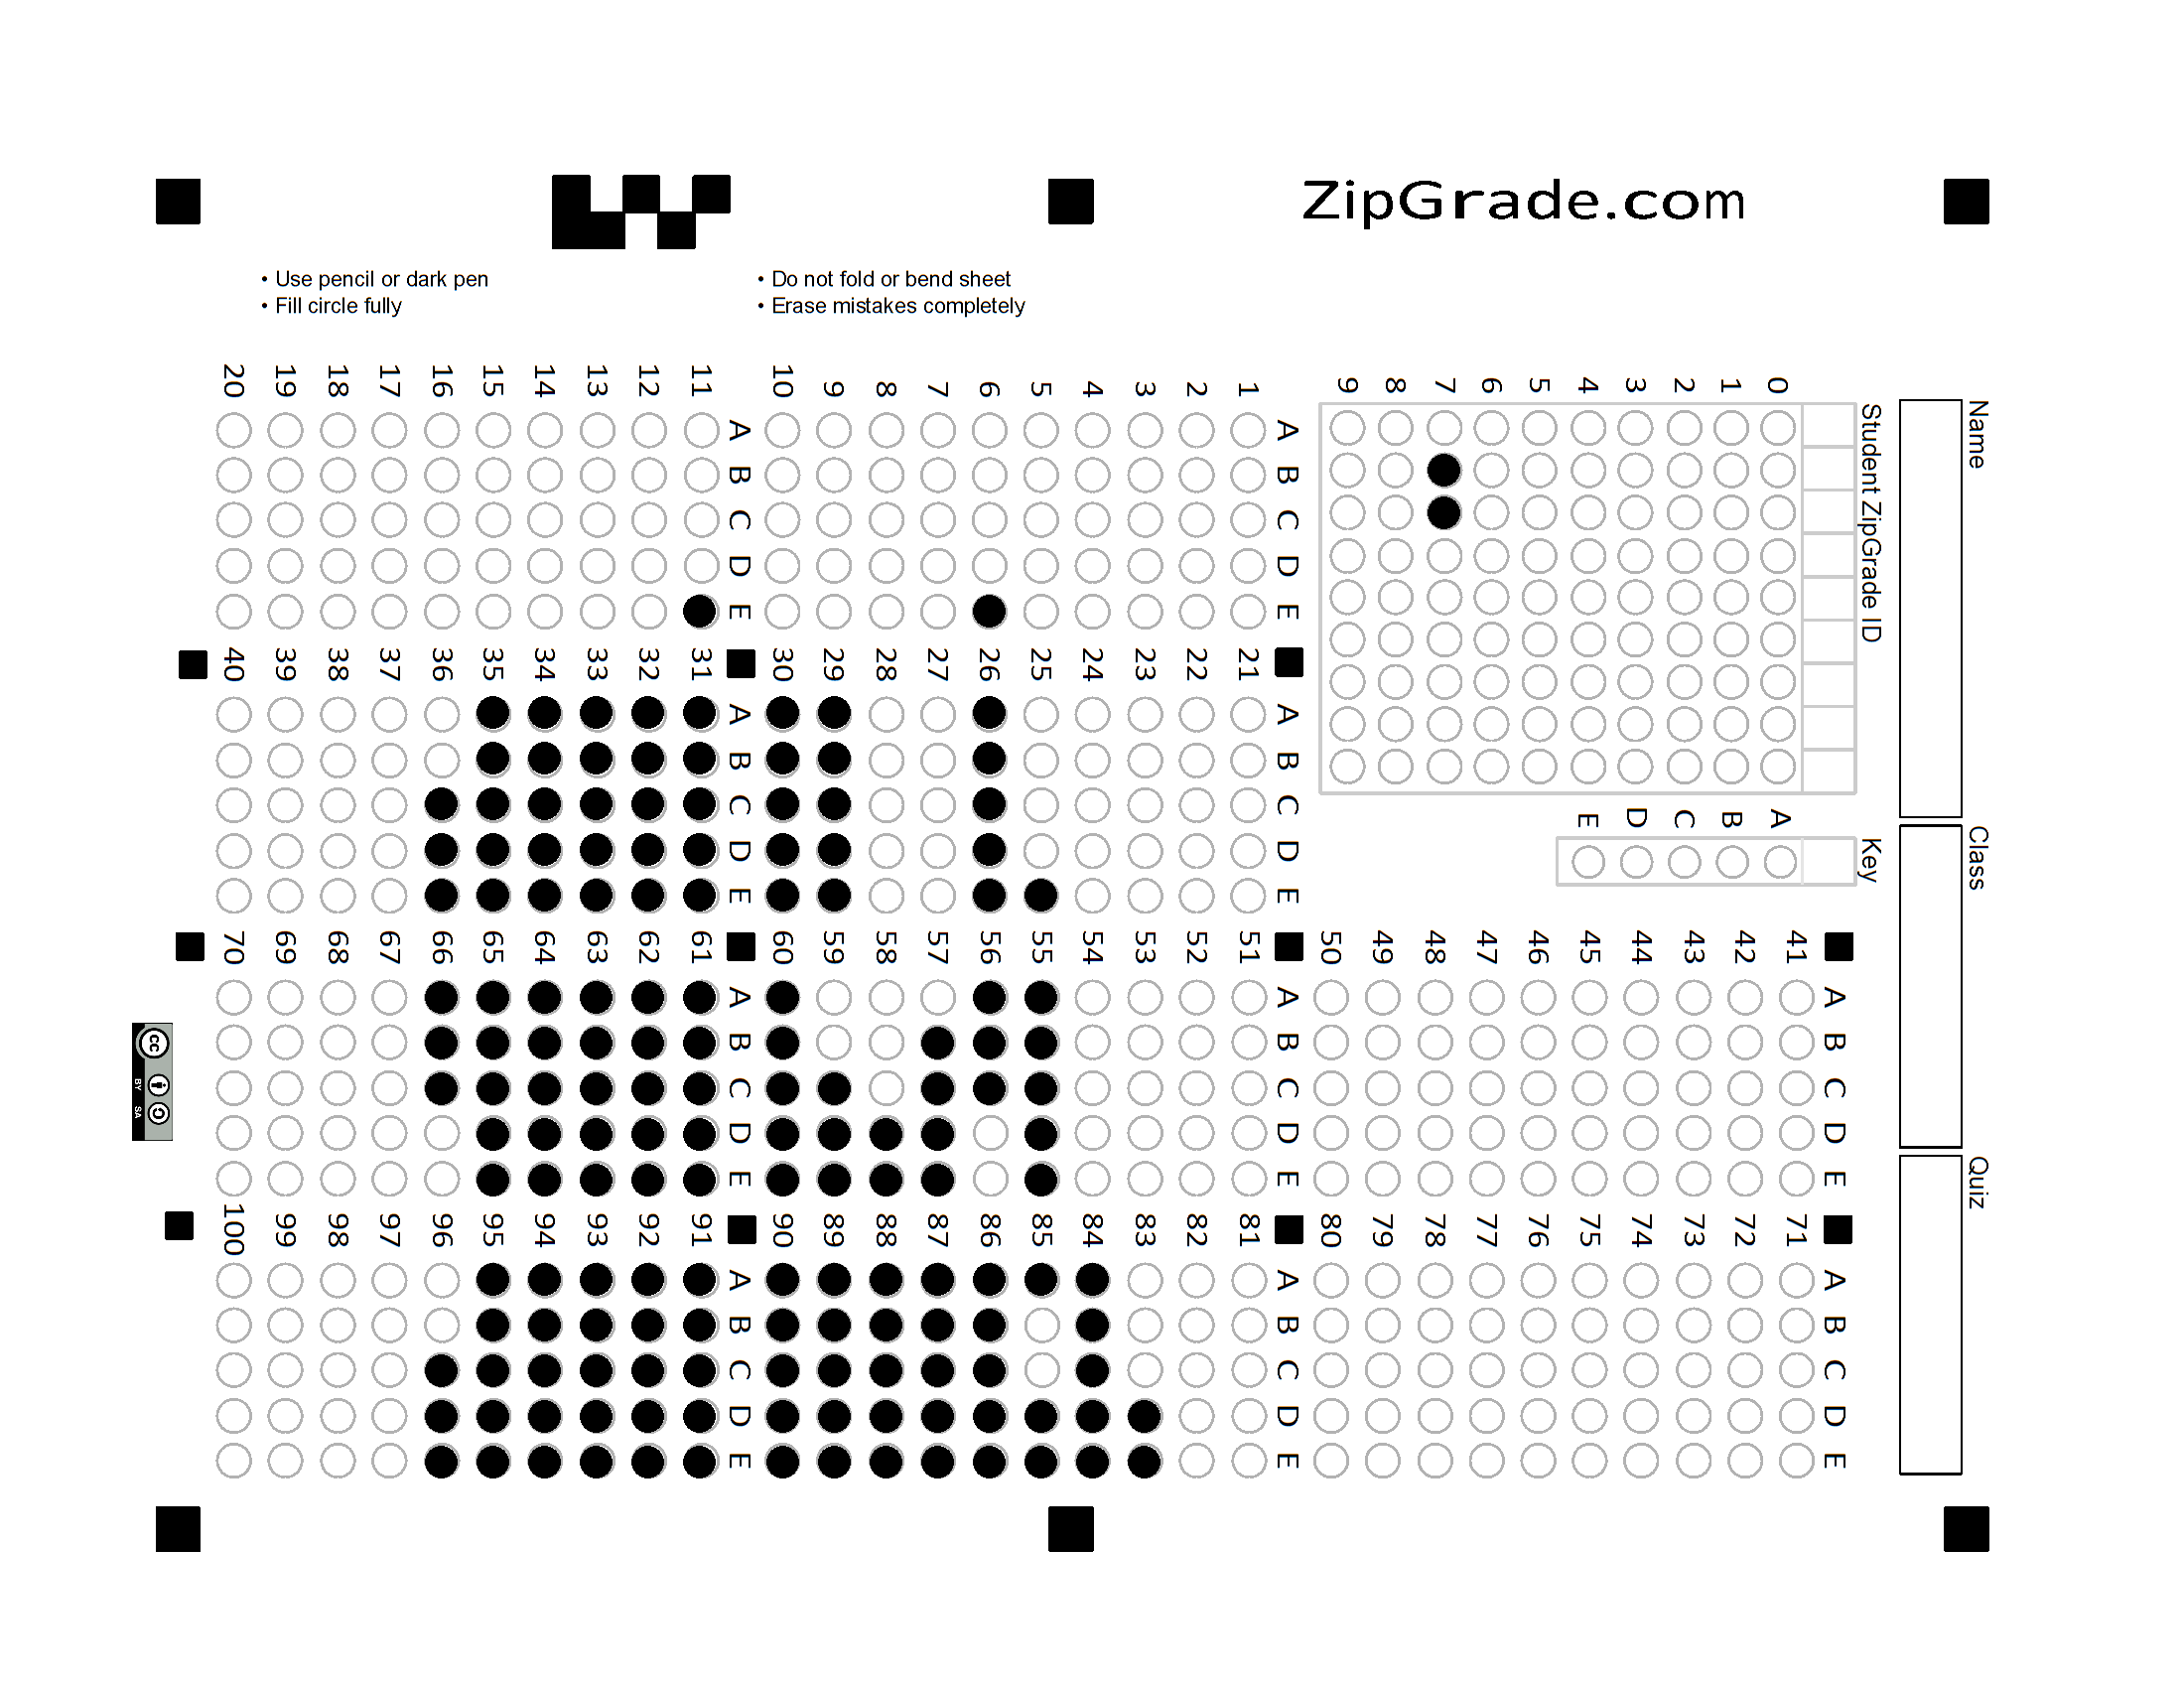 ZipGrade.com
• Use pencil or dark pen
• Fill circle fully
• Do not fold or bend sheet
• Erase mistakes completely
Name
Class
Quiz
Student ZipGrade ID
0 1 2 3 4 5 6 7 8 9
Key
A B C D E
A B C D E
1 2 3 4 5 6 7 8 9 10
A B C D E
11 12 13 14 15 16 17 18 19 20
A B C D E
21 22 23 24 25 26 27 28 29 30
A B C D E
31 32 33 34 35 36 37 38 39 40
A B C D E
41 42 43 44 45 46 47 48 49 50
A B C D E
51 52 53 54 55 56 57 58 59 60
A B C D E
61 62 63 64 65 66 67 68 69 70
A B C D E
71 72 73 74 75 76 77 78 79 80
A B C D E
81 82 83 84 85 86 87 88 89 90
A B C D E
91 92 93 94 95 96 97 98 99 100
cc
BY SA